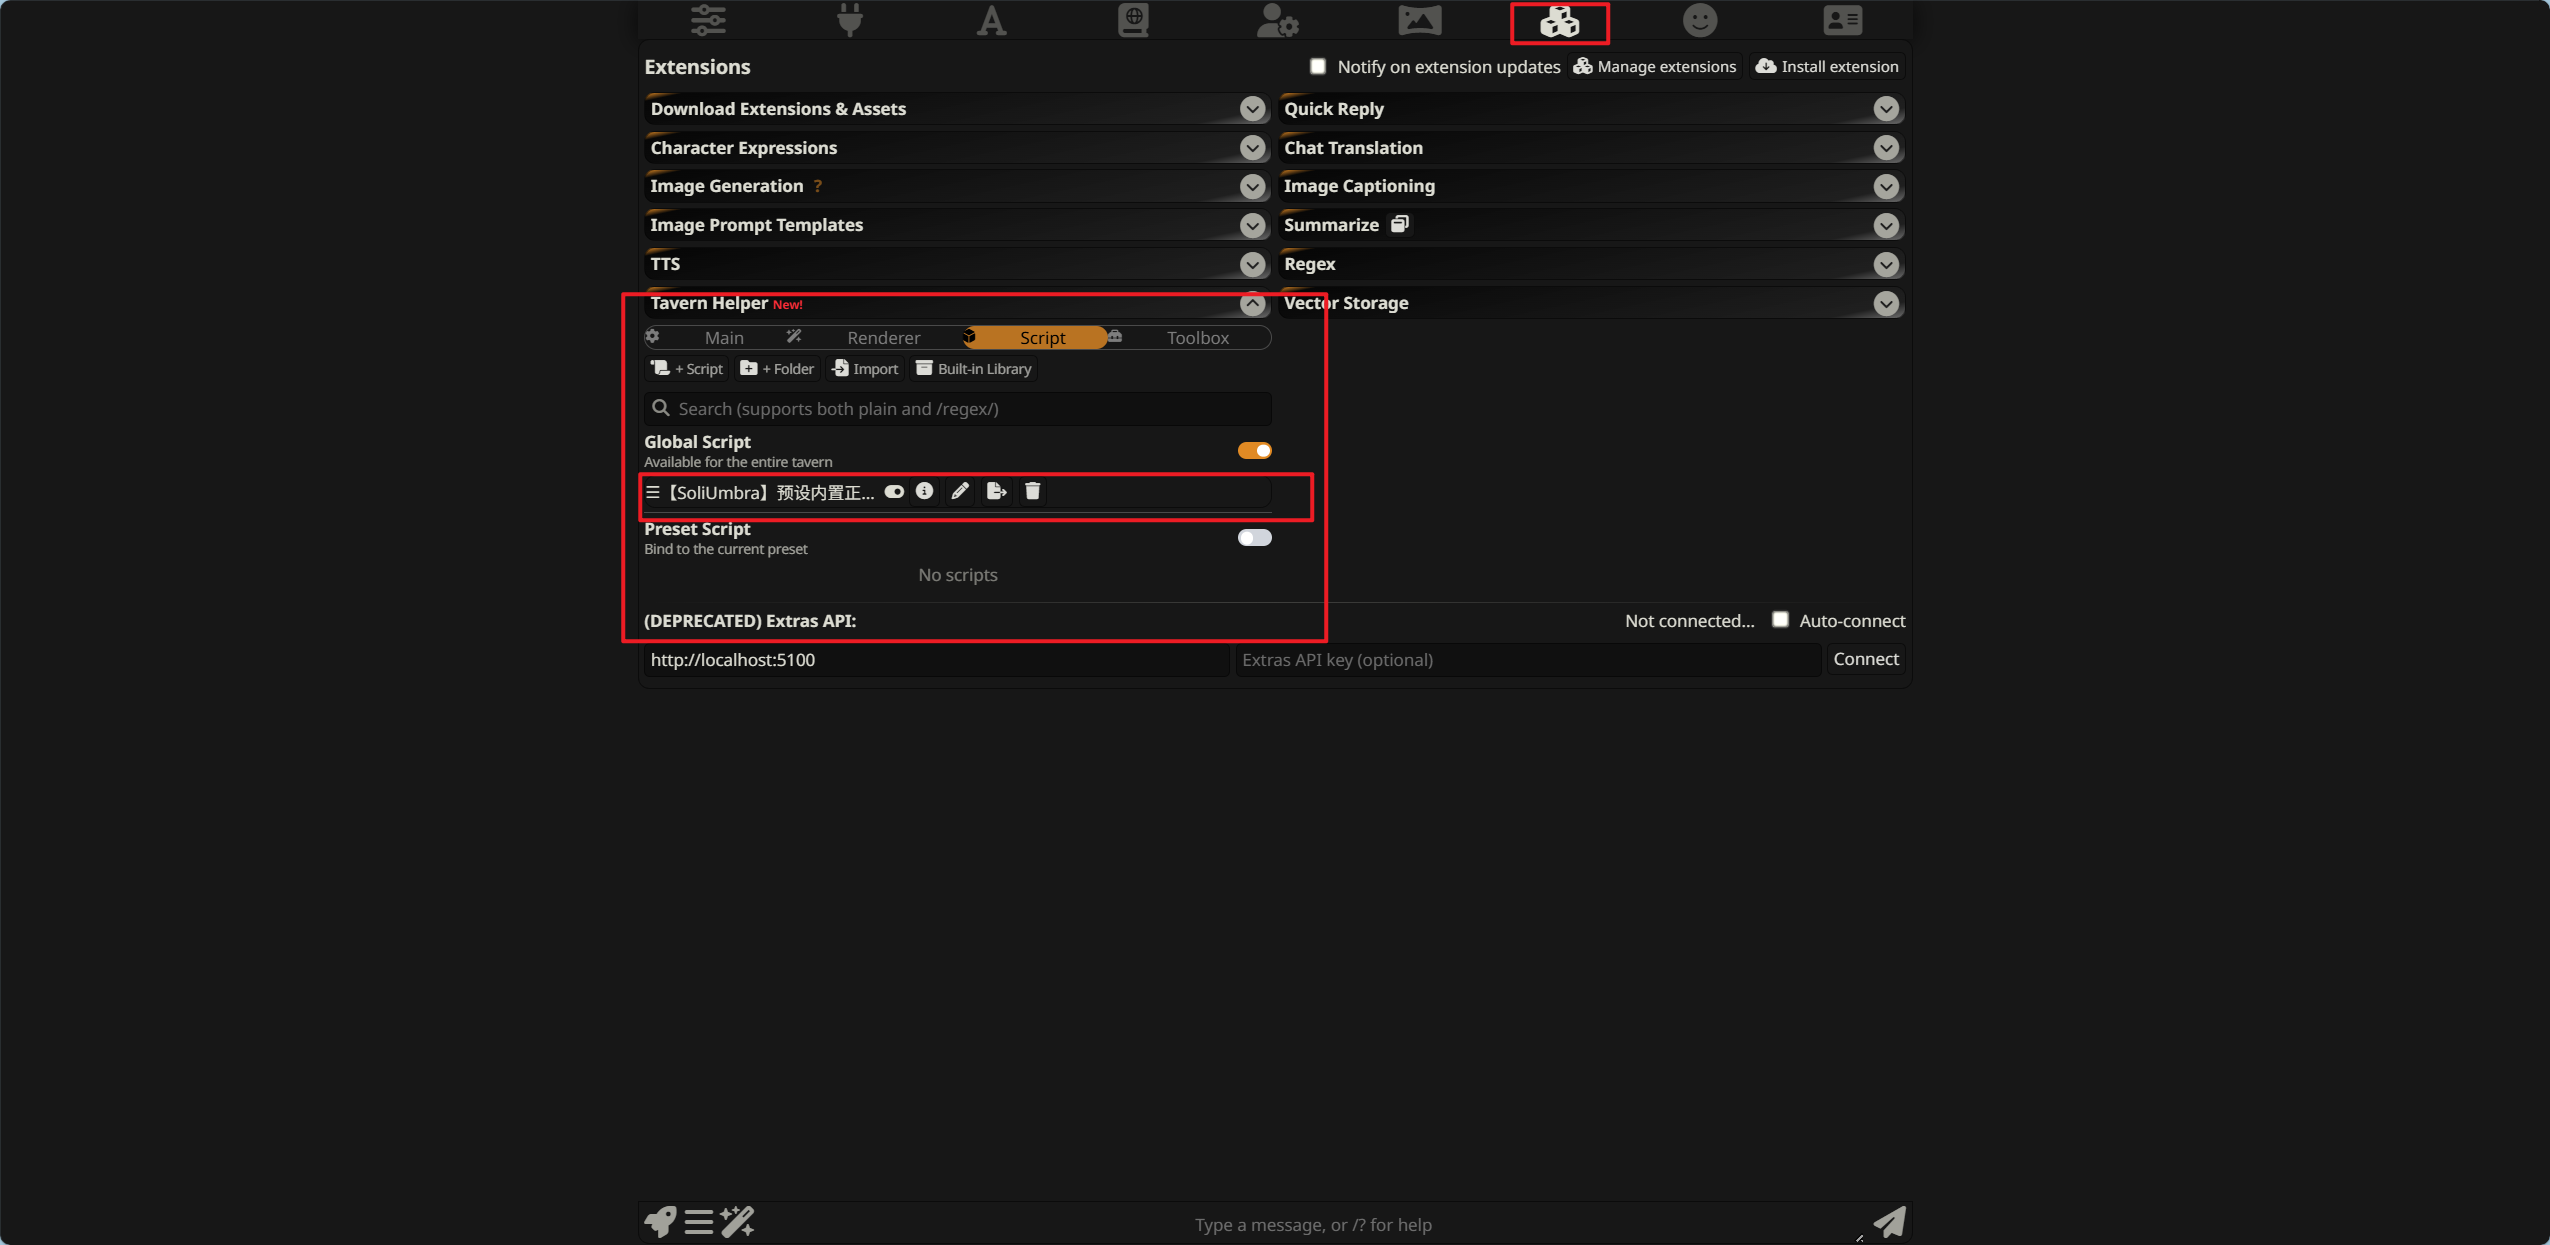 Extensions
Notify on extension updates
Manage extensions
Install extension
Download Extensions & Assets
Quick Reply
Character Expressions
Chat Translation
Image Generation ?
Image Captioning
Image Prompt Templates
Summarize
TTS
Regex
Tavern Helper New!
Vector Storage
Main
Renderer
Script
Toolbox
+ Script
+ Folder
Import
Built-in Library
Search (supports both plain and /regex/)
Global Script
Available for the entire tavern
【SoliUmbra】预设内置正...
Preset Script
Bind to the current preset
No scripts
(DEPRECATED) Extras API:
Not connected...
Auto-connect
http://localhost:5100
Extras API key (optional)
Connect
Type a message, or /? for help